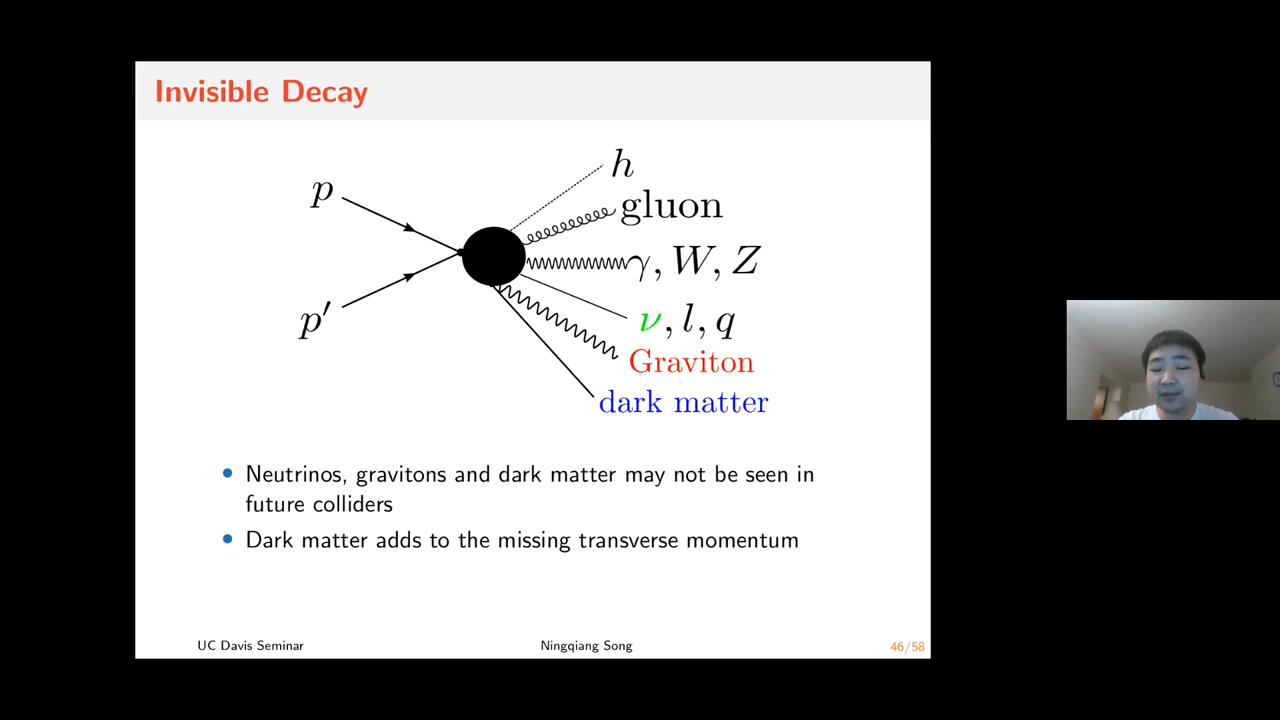 Invisible Decay
h
p
gluon
γ, W, Z
p′
ν, l, q
Graviton
dark matter
• Neutrinos, gravitons and dark matter may not be seen in
future colliders
• Dark matter adds to the missing transverse momentum
UC Davis Seminar Ningqiang Song 46/58